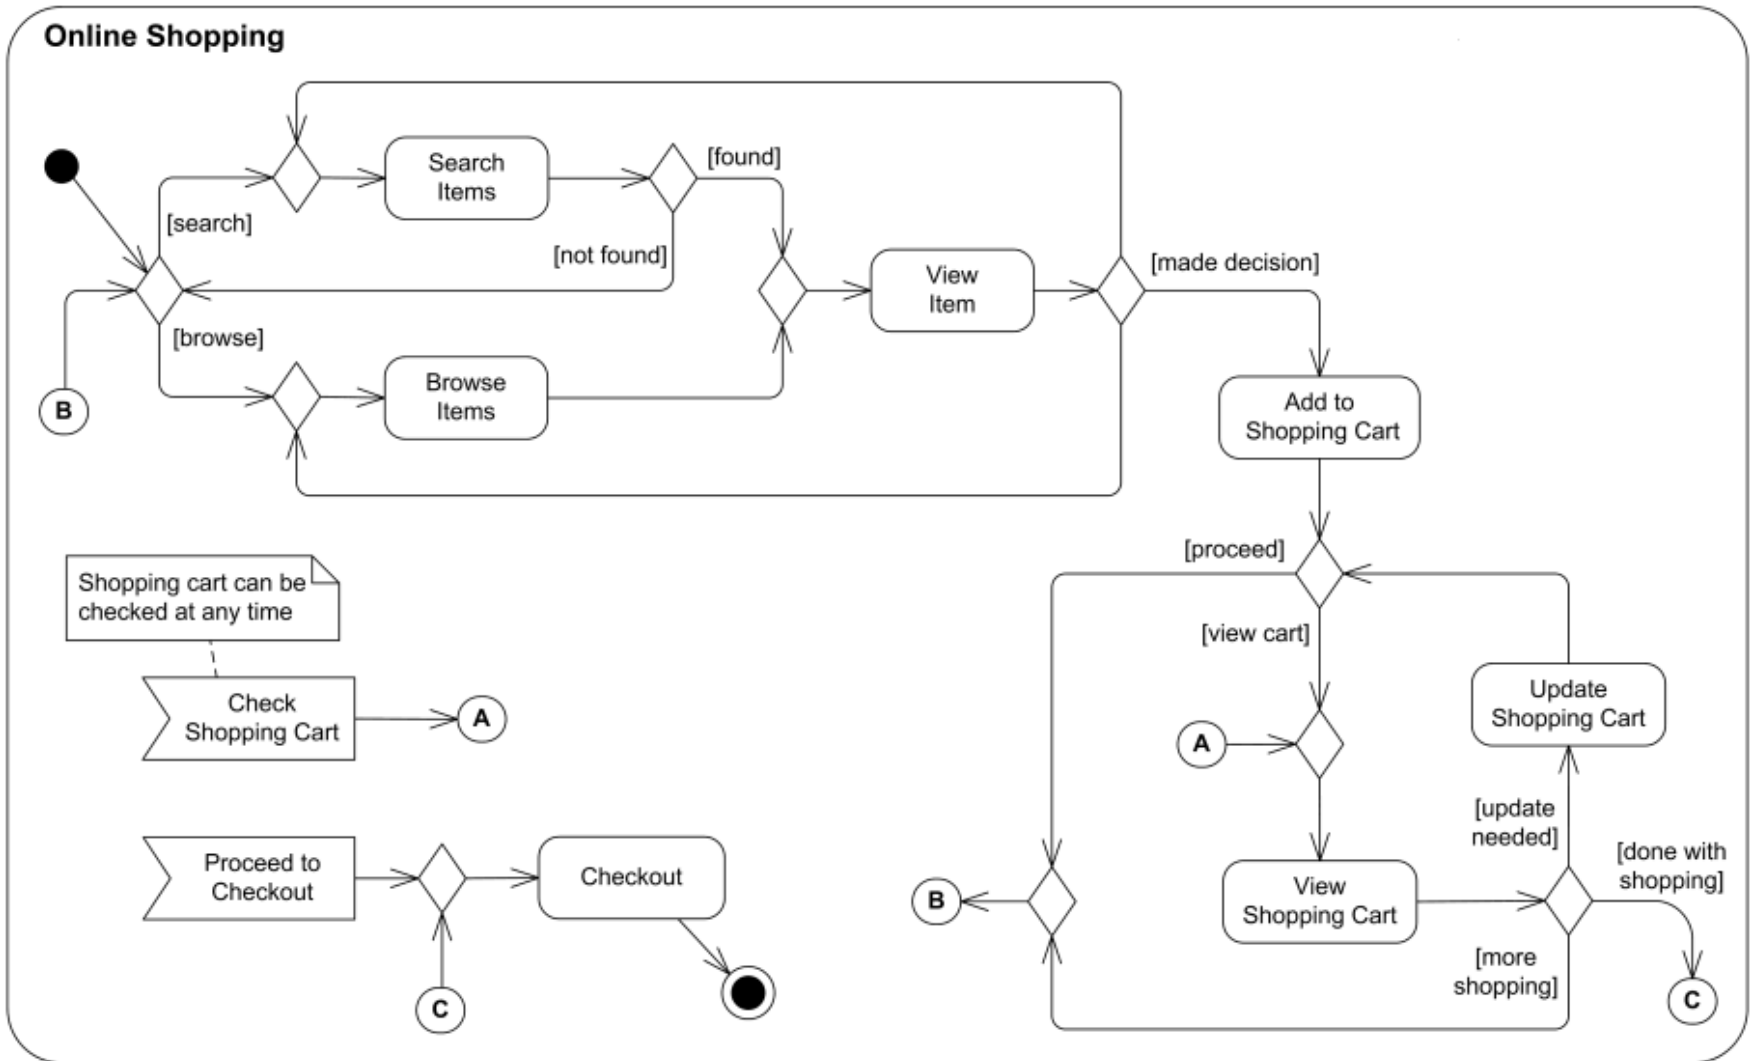 Online Shopping
Search
Items
[found]
[search]
[not found]
View
Item
[made decision]
[browse]
Browse
Items
B
Add to
Shopping Cart
[proceed]
Shopping cart can be
checked at any time
[view cart]
Check
Shopping Cart
A
A
Update
Shopping Cart
[update
needed]
[done with
shopping]
Proceed to
Checkout
Checkout
B
View
Shopping Cart
[more
shopping]
C
C